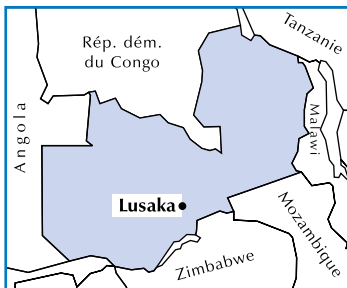 Tanzanie
Rép. dém.
du Congo
Angola
Malawi
Lusaka
Mozambique
Zimbabwe